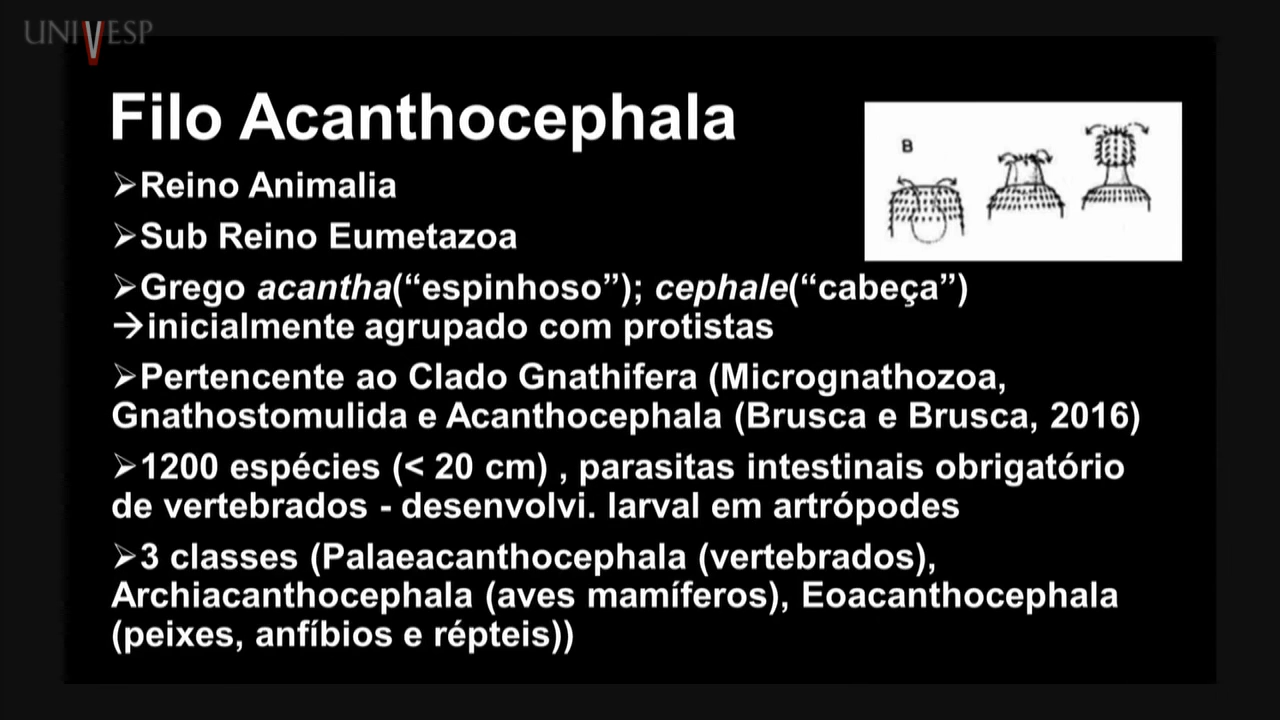 UNIVESP
Filo Acanthocephala
B
➢Reino Animalia
➢Sub Reino Eumetazoa
➢Grego acantha(“espinhoso”); cephale(“cabeça”)
→inicialmente agrupado com protistas
➢Pertencente ao Clado Gnathifera (Micrognathozoa,
Gnathostomulida e Acanthocephala (Brusca e Brusca, 2016)
➢1200 espécies (< 20 cm) , parasitas intestinais obrigatório
de vertebrados - desenvolvi. larval em artrópodes
➢3 classes (Palaeacanthocephala (vertebrados),
Archiacanthocephala (aves mamíferos), Eoacanthocephala
(peixes, anfíbios e répteis))